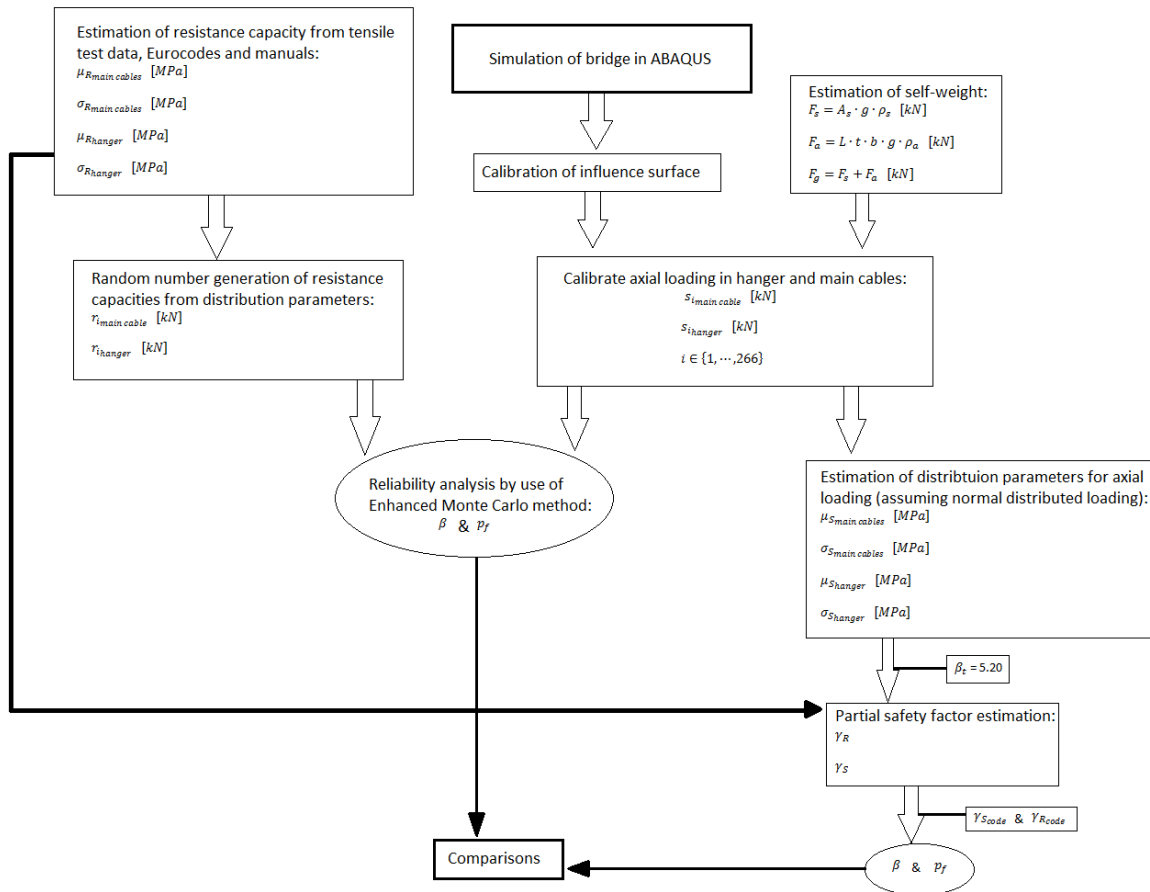 Estimation of resistance capacity from tensile
test data, Eurocodes and manuals:
μ_{R_{main cables}} [MPa]
σ_{R_{main cables}} [MPa]
μ_{R_{hanger}} [MPa]
σ_{R_{hanger}} [MPa]
Simulation of bridge in ABAQUS
Estimation of self-weight:
F_s = A_s · g · ρ_s [kN]
F_a = L · t · b · g · ρ_a [kN]
F_g = F_s + F_a [kN]
Calibration of influence surface
Random number generation of resistance
capacities from distribution parameters:
r_{i_{main cable}} [kN]
r_{i_{hanger}} [kN]
Calibrate axial loading in hanger and main cables:
s_{i_{main cable}} [kN]
s_{i_{hanger}} [kN]
i ∈ {1, ⋯ ,266}
Reliability analysis by use of
Enhanced Monte Carlo method:
β & p_f
Estimation of distribtuion parameters for axial
loading (assuming normal distributed loading):
μ_{S_{main cables}} [MPa]
σ_{S_{main cables}} [MPa]
μ_{S_{hanger}} [MPa]
σ_{S_{hanger}} [MPa]
β_t = 5.20
Partial safety factor estimation:
γ_R
γ_S
γ_{S_{code}} & γ_{R_{code}}
Comparisons
β & p_f